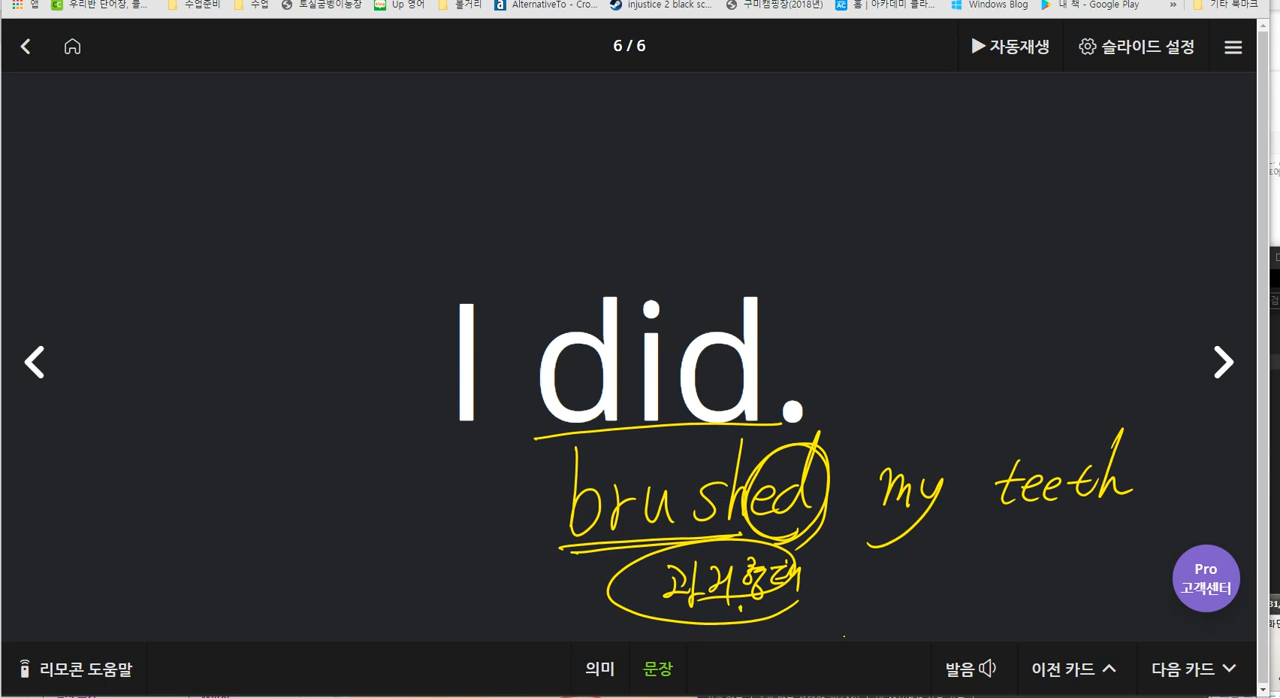 앱 우리반 단어장, 클... 수업준비 수업 토실금벙이농장 Up 영어 볼거리 AlternativeTo - Cro... injustice 2 black sc... 구미캠핑장(2018년) 홈 | 아카데미 클라... Windows Blog 내 책 - Google Play » 기타 북마크
6 / 6 자동재생 슬라이드 설정
I did.
brushed my teeth
과거형태
Pro
고객센터
리모콘 도움말 의미 문장 발음 이전 카드 다음 카드